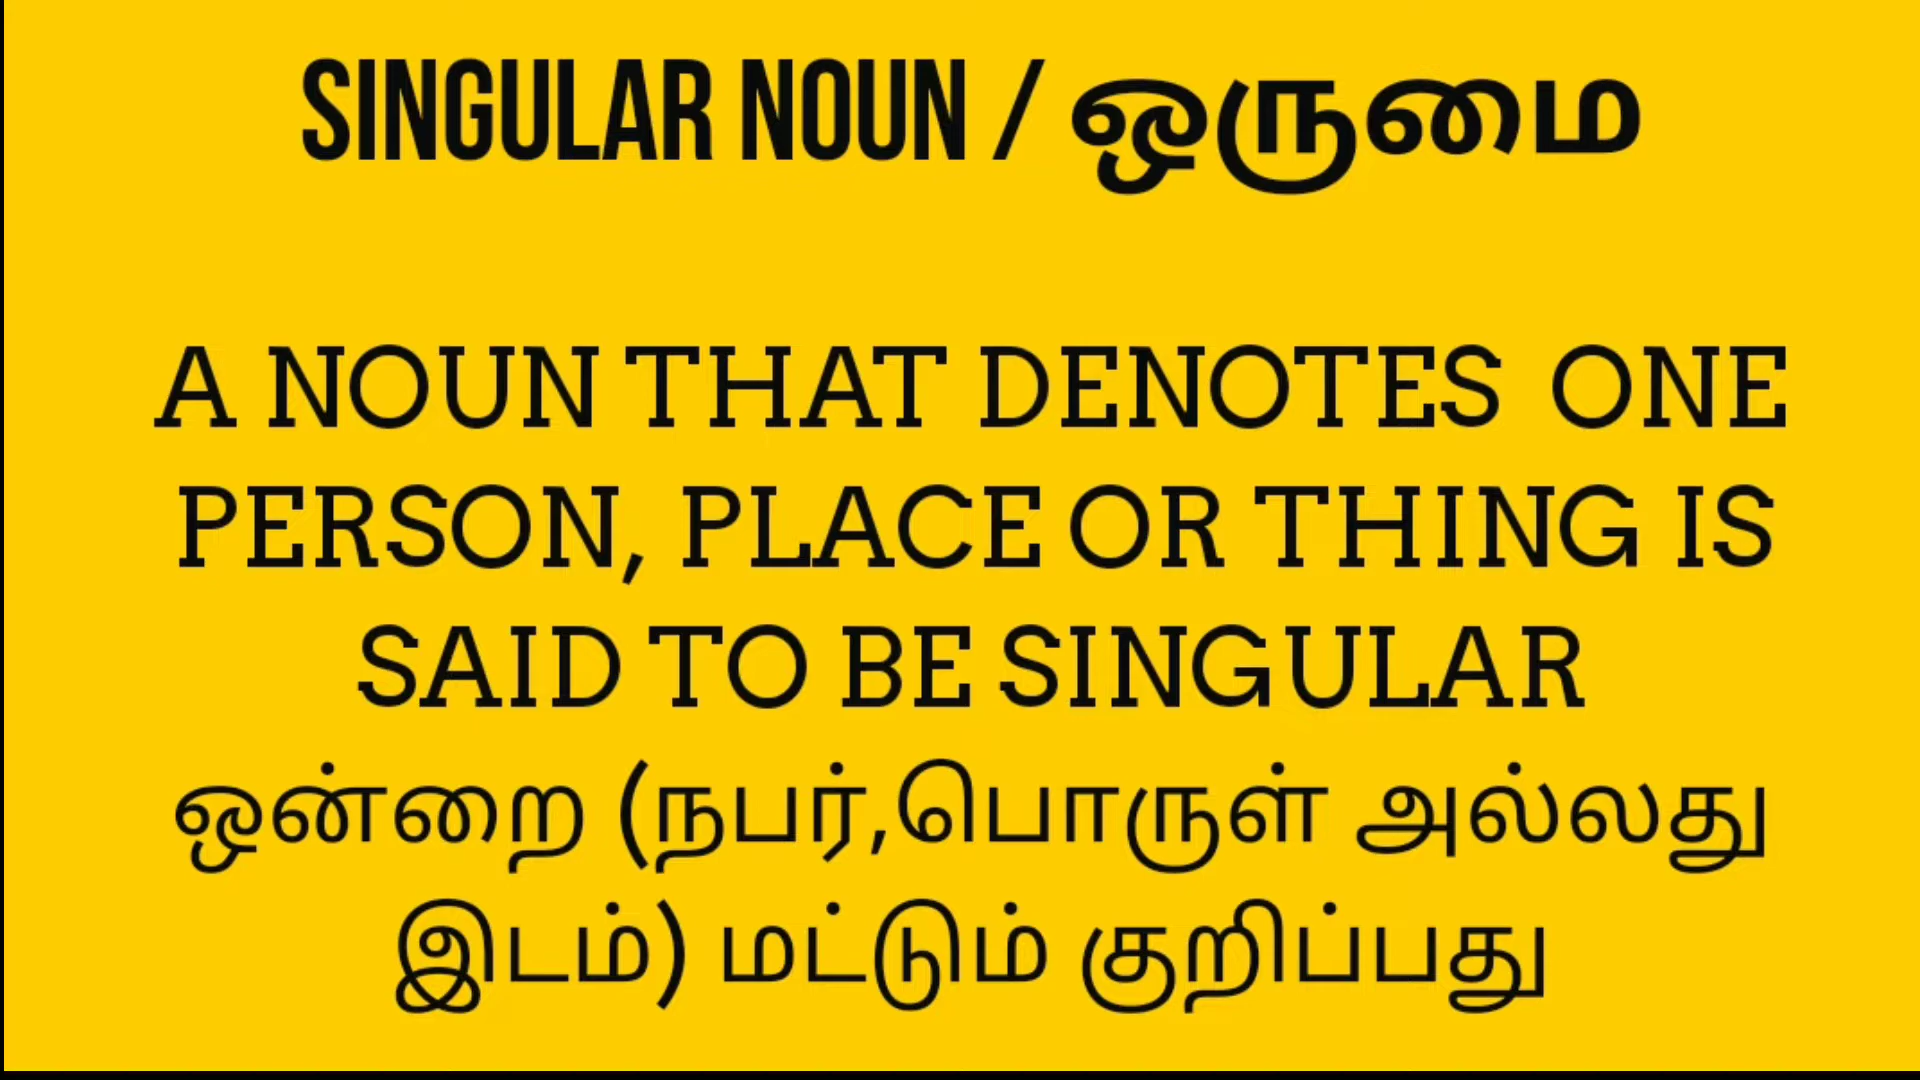 SINGULAR NOUN / ஒருமை
A NOUN THAT DENOTES ONE
PERSON, PLACE OR THING IS
SAID TO BE SINGULAR
ஒன்றை (நபர்,பொருள் அல்லது
இடம்) மட்டும் குறிப்பது